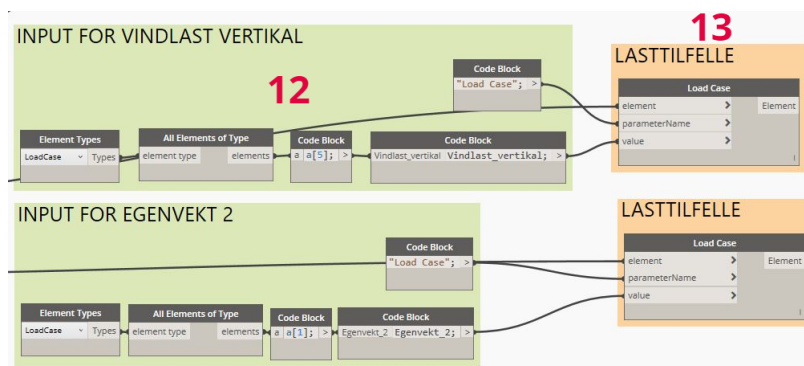 13
INPUT FOR VINDLAST VERTIKAL
LASTTILFELLE
12
Code Block
"Load Case"; >
Load Case
element > Element
parameterName >
value >
Element Types
LoadCase Types
All Elements of Type
element type elements
Code Block
a a[5]; >
Code Block
Vindlast_vertikal Vindlast_vertikal; >
INPUT FOR EGENVEKT 2
LASTTILFELLE
Code Block
"Load Case"; >
Load Case
element > Element
parameterName >
value >
Element Types
LoadCase Types
All Elements of Type
element type elements
Code Block
a a[1]; >
Code Block
Egenvekt_2 Egenvekt_2; >